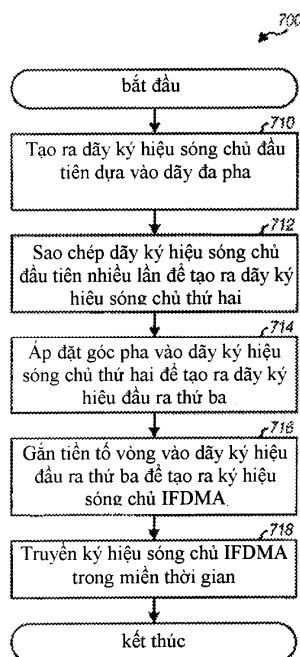 700
bắt đầu
710
Tạo ra dãy ký hiệu sóng chủ đầu
tiên dựa vào dãy đa pha
712
Sao chép dãy ký hiệu sóng chủ
đầu tiên nhiều lần để tạo ra dãy ký
hiệu sóng chủ thứ hai
714
Áp đặt góc pha vào dãy ký hiệu
sóng chủ thứ hai để tạo ra dãy ký
hiệu đầu ra thứ ba
716
Gắn tiền tố vòng vào dãy ký hiệu
đầu ra thứ ba để tạo ra ký hiệu
sóng chủ IFDMA
718
Truyền ký hiệu sóng chủ IFDMA
trong miền thời gian
kết thúc